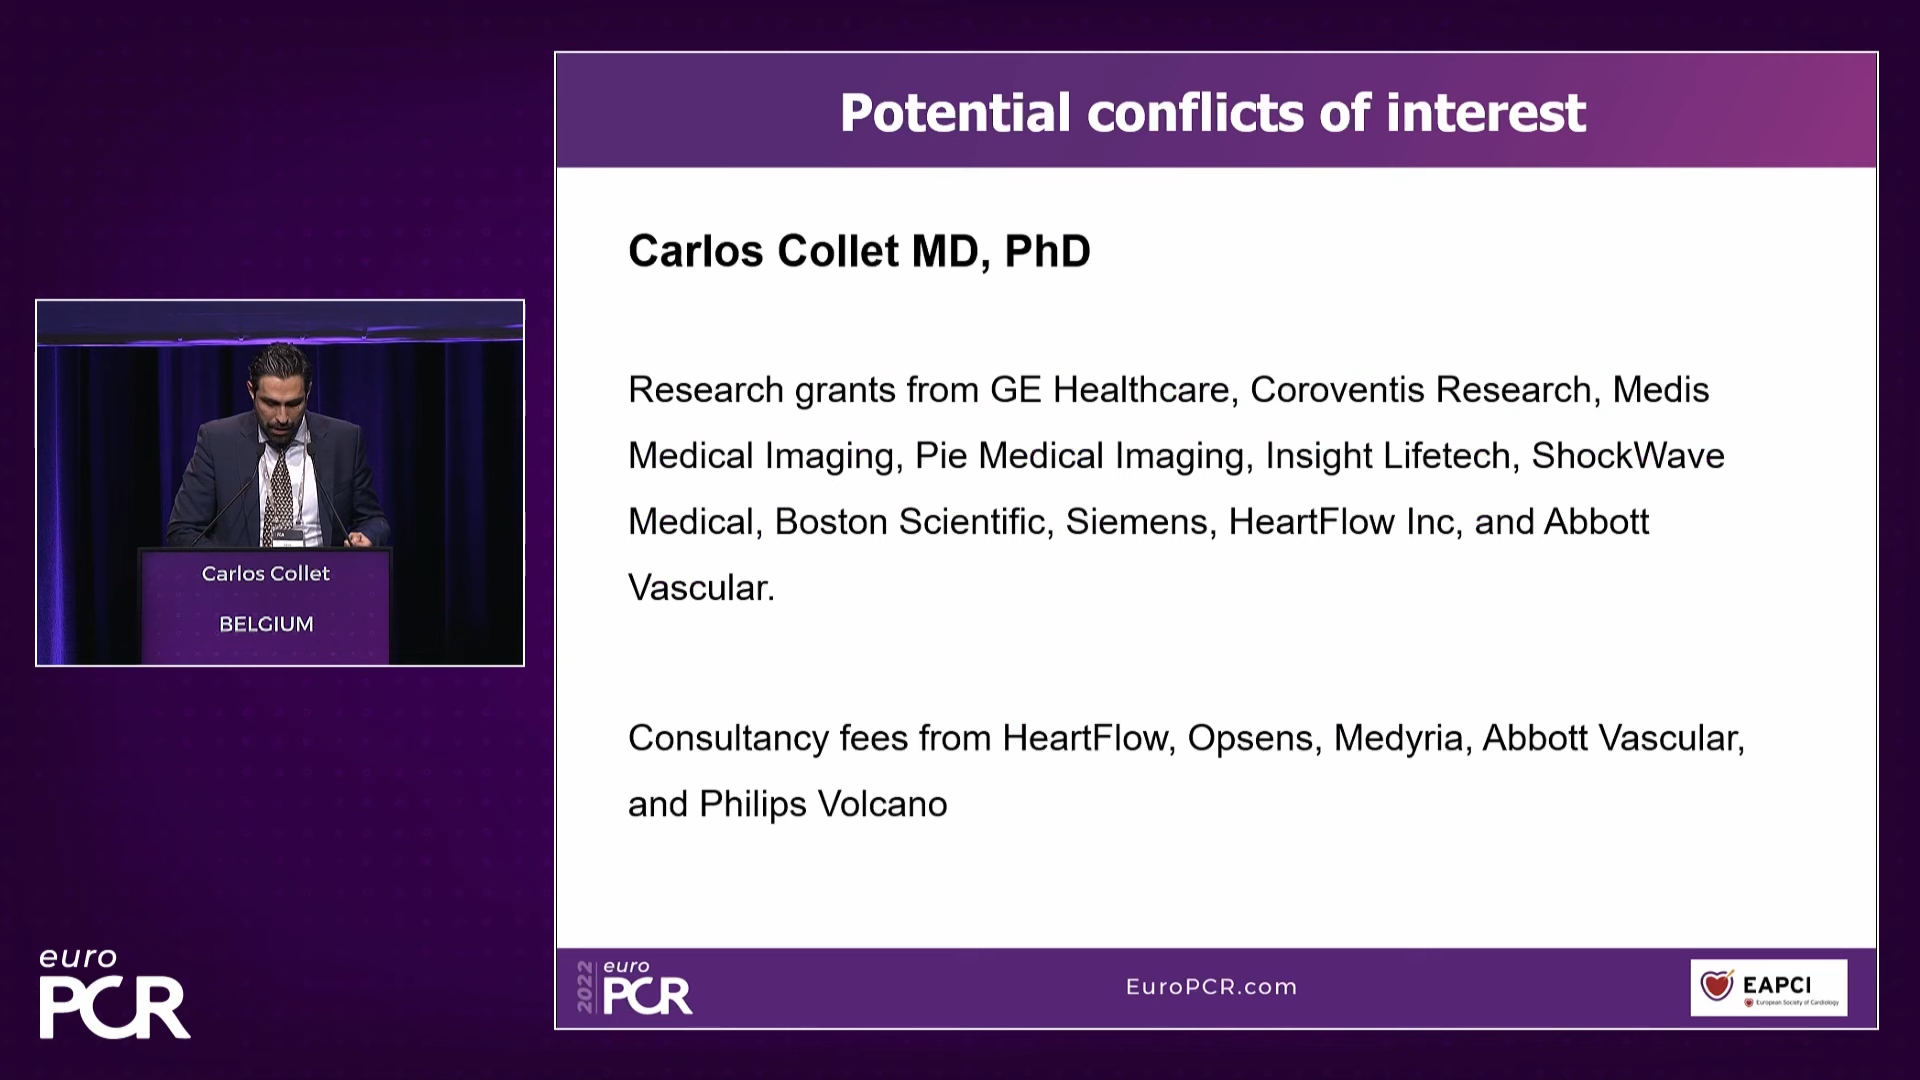 Potential conflicts of interest
Carlos Collet MD, PhD
Research grants from GE Healthcare, Coroventis Research, Medis
Medical Imaging, Pie Medical Imaging, Insight Lifetech, ShockWave
Medical, Boston Scientific, Siemens, HeartFlow Inc, and Abbott
Vascular.
Consultancy fees from HeartFlow, Opsens, Medyria, Abbott Vascular,
and Philips Volcano
Carlos Collet
BELGIUM
euro
PCR
2022
euro
PCR
EuroPCR.com
EAPCI
European Society of Cardiology